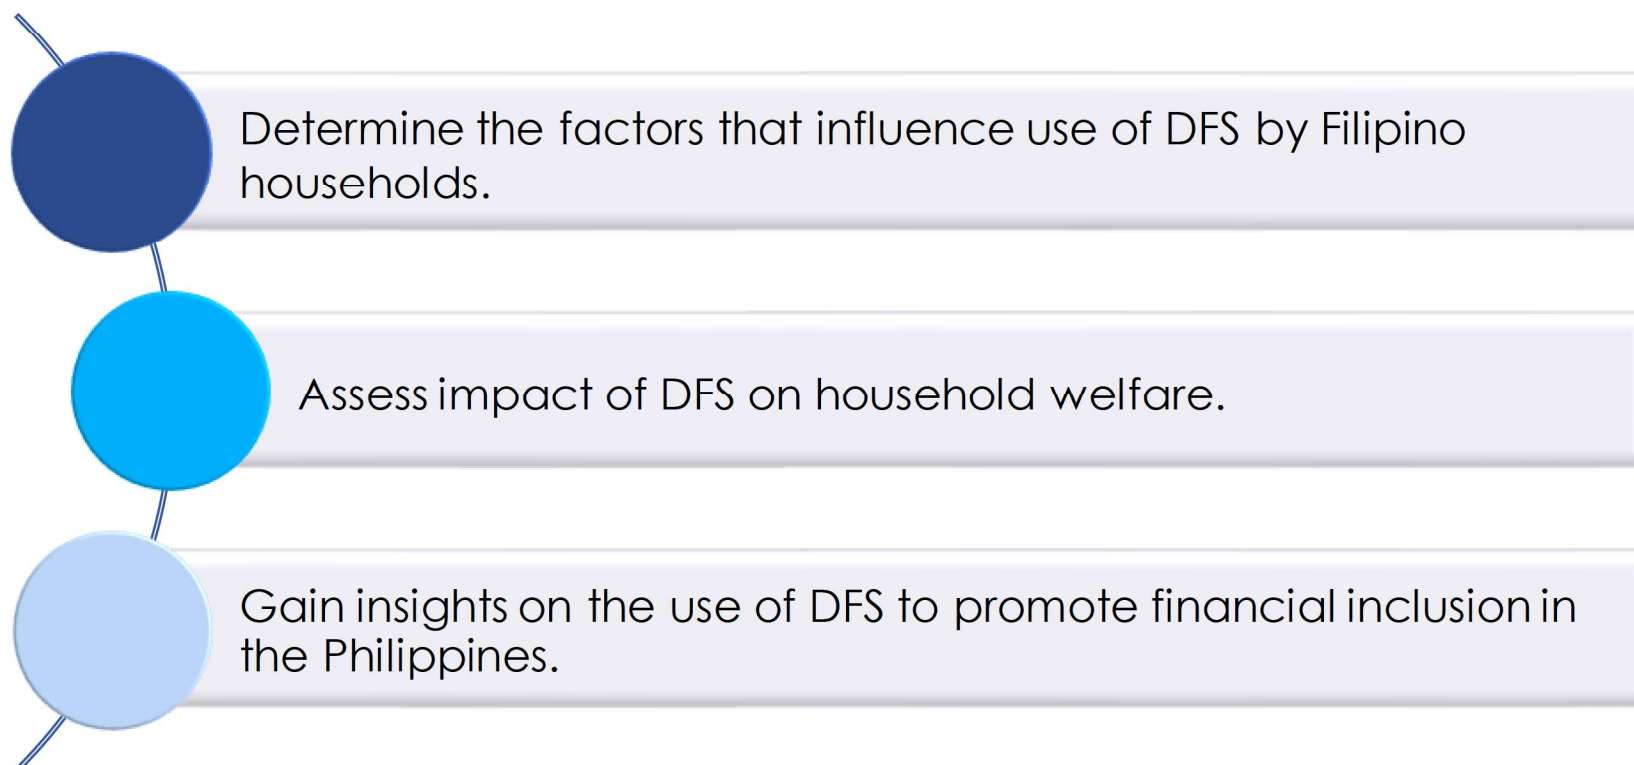 Determine the factors that influence use of DFS by Filipino
households.
Assess impact of DFS on household welfare.
Gain insights on the use of DFS to promote financial inclusion in
the Philippines.